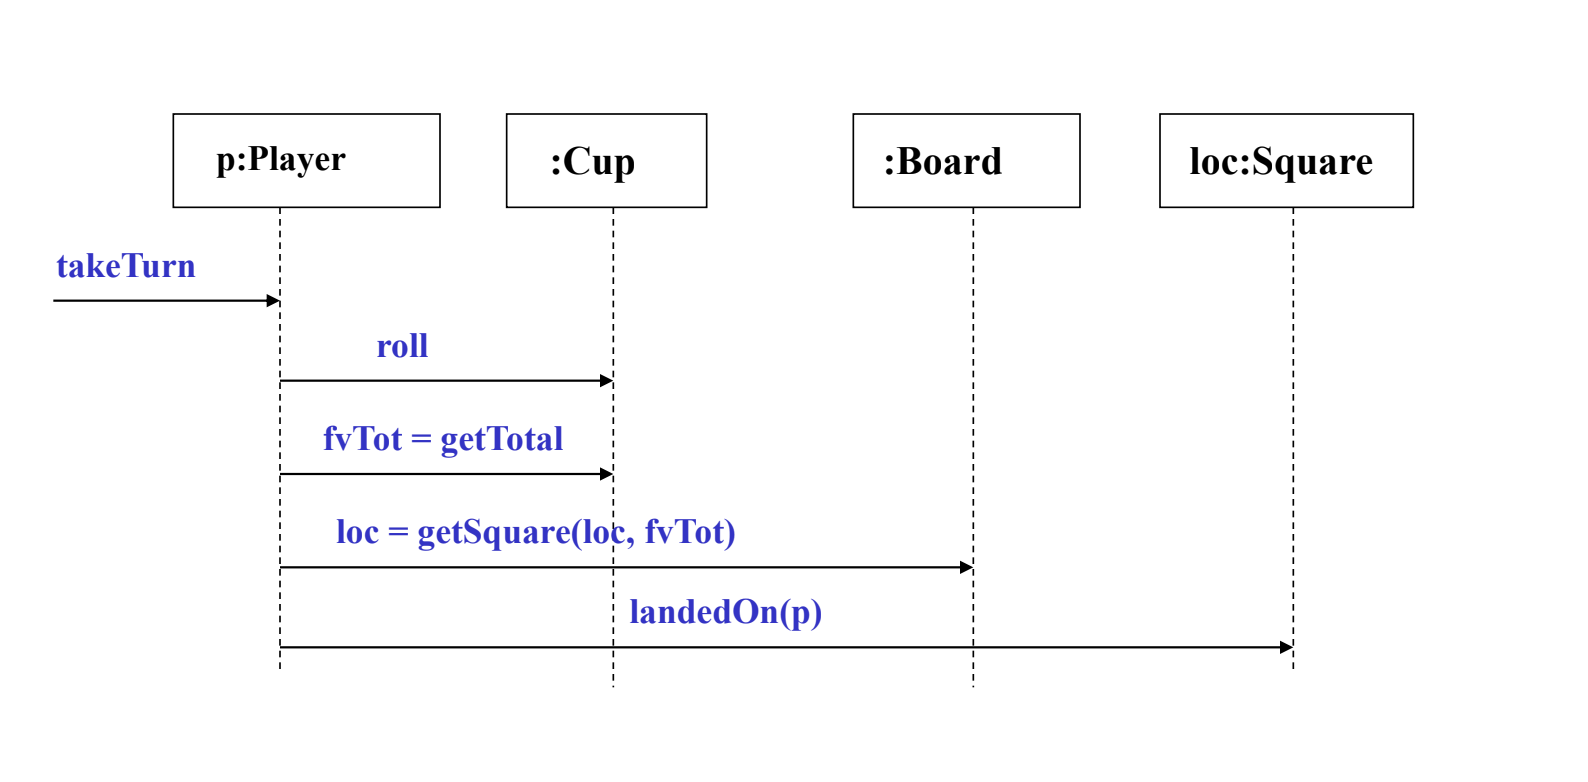 p:Player
:Cup
:Board
loc:Square
takeTurn
roll
fvTot = getTotal
loc = getSquare(loc, fvTot)
landedOn(p)